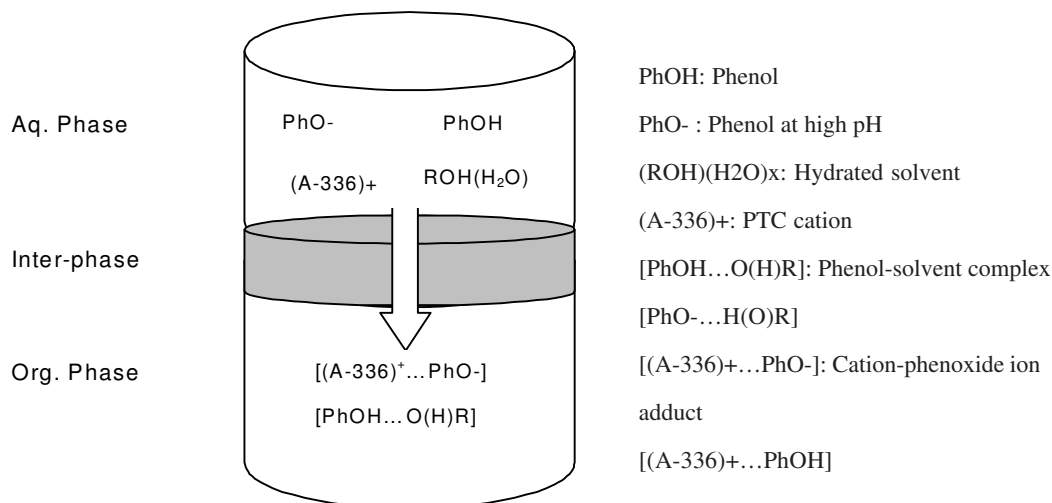 Aq. Phase
PhO-
PhOH
(A-336)+
ROH(H₂O)
Inter-phase
Org. Phase
[(A-336)⁺...PhO-]
[PhOH...O(H)R]
PhOH: Phenol
PhO- : Phenol at high pH
(ROH)(H2O)x: Hydrated solvent
(A-336)+: PTC cation
[PhOH…O(H)R]: Phenol-solvent complex
[PhO-…H(O)R]
[(A-336)+…PhO-]: Cation-phenoxide ion
adduct
[(A-336)+…PhOH]